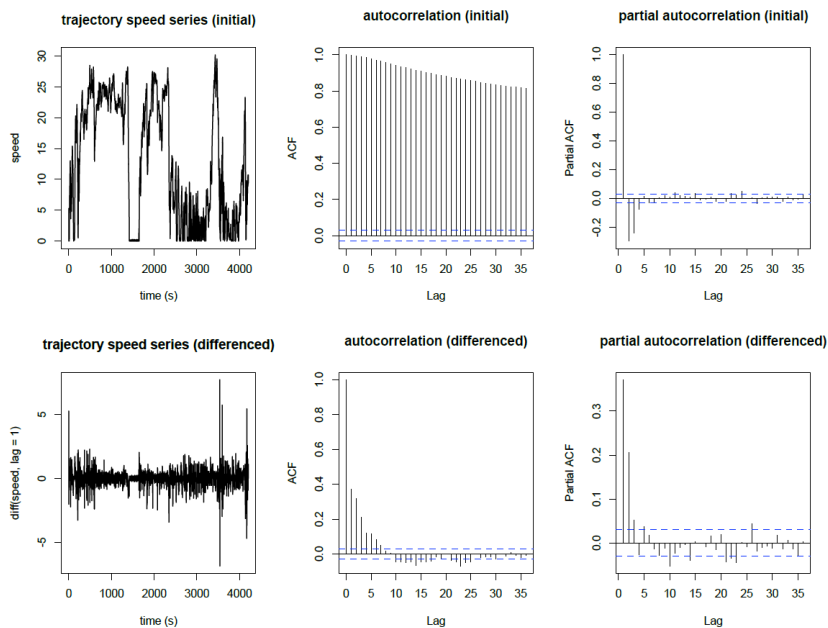 trajectory speed series (initial)
speed
30
25
20
15
10
5
0
0 1000 2000 3000 4000
time (s)
autocorrelation (initial)
ACF
1.0
0.8
0.6
0.4
0.2
0.0
0 5 10 15 20 25 30 35
Lag
partial autocorrelation (initial)
Partial ACF
1.0
0.8
0.6
0.4
0.2
0.0
-0.2
0 5 10 15 20 25 30 35
Lag
trajectory speed series (differenced)
diff(speed, lag = 1)
5
0
-5
0 1000 2000 3000 4000
time (s)
autocorrelation (differenced)
ACF
1.0
0.8
0.6
0.4
0.2
0.0
0 5 10 15 20 25 30 35
Lag
partial autocorrelation (differenced)
Partial ACF
0.3
0.2
0.1
0.0
0 5 10 15 20 25 30 35
Lag